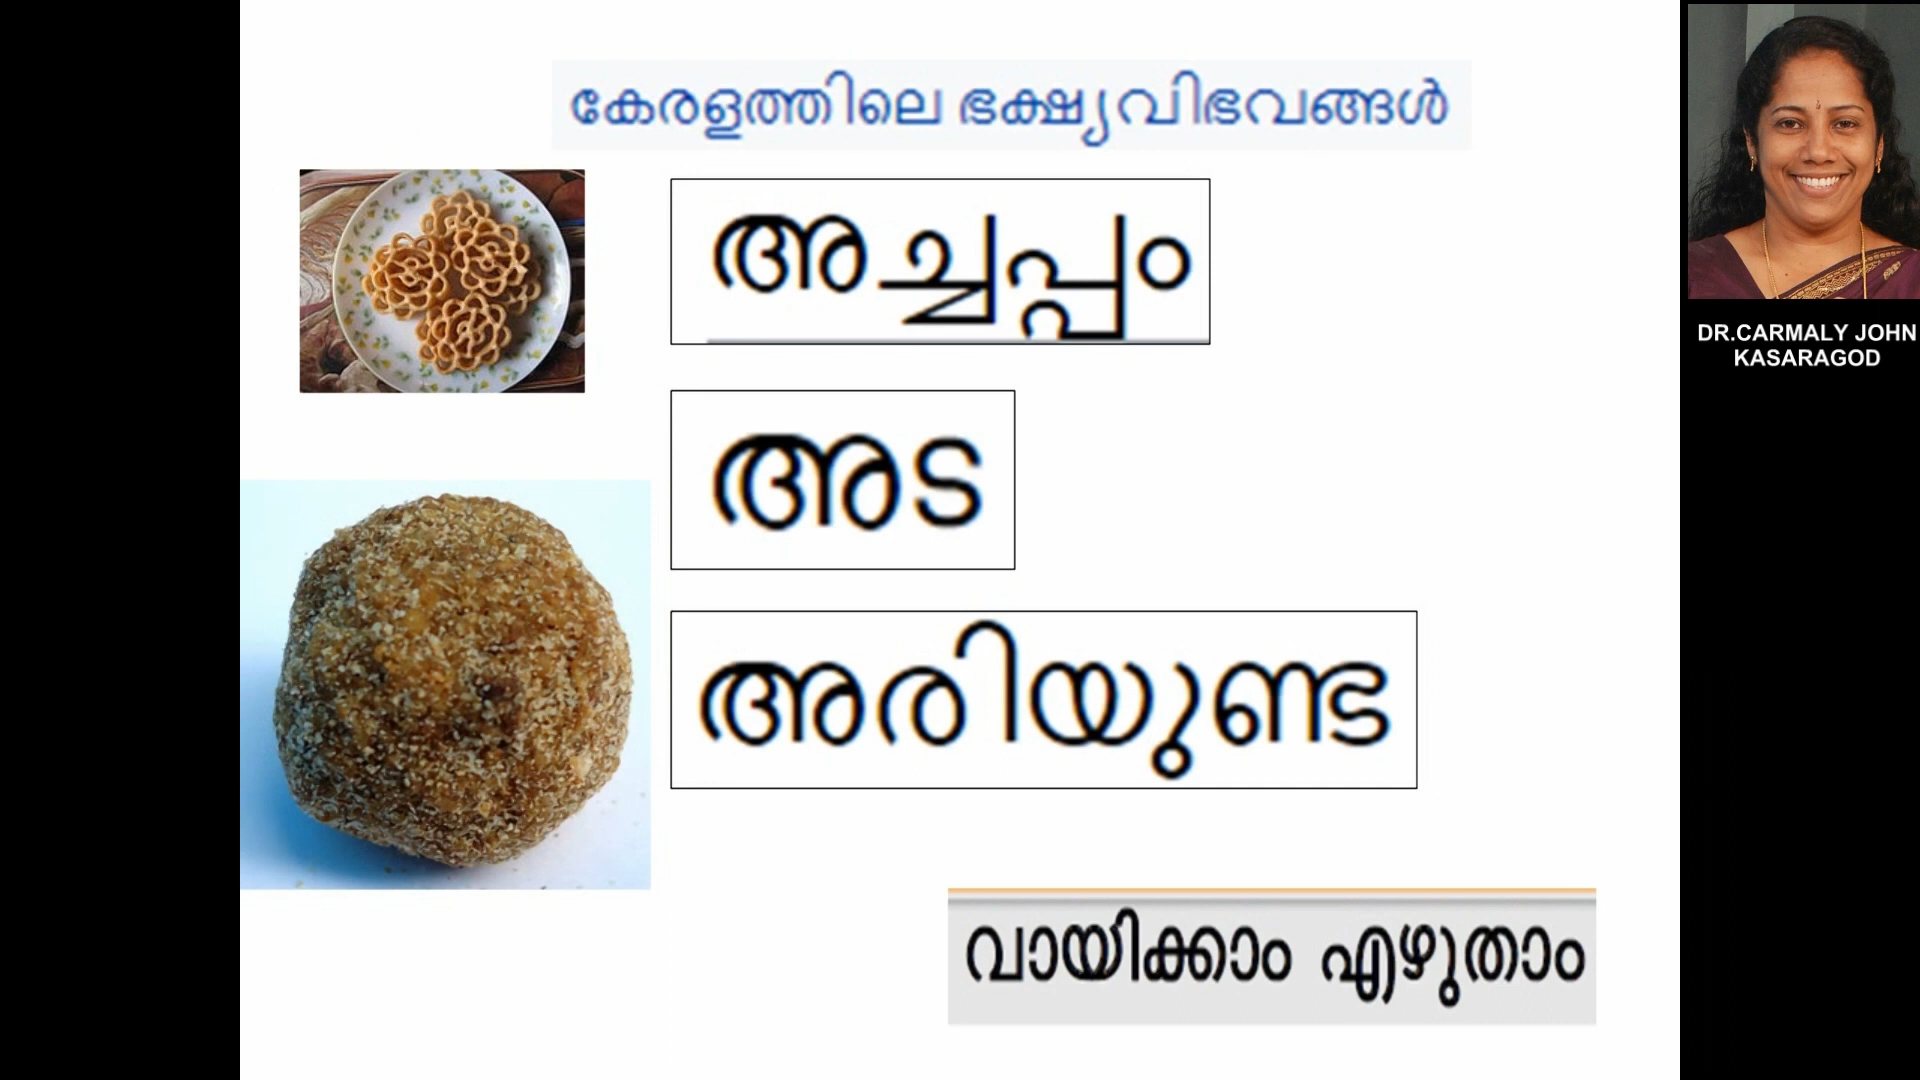 കേരളത്തിലെ ഭക്ഷ്യവിഭവങ്ങൾ
അച്ചപ്പം
അട
അരിയുണ്ട
വായിക്കാം എഴുതാം
DR.CARMALY JOHN
KASARAGOD